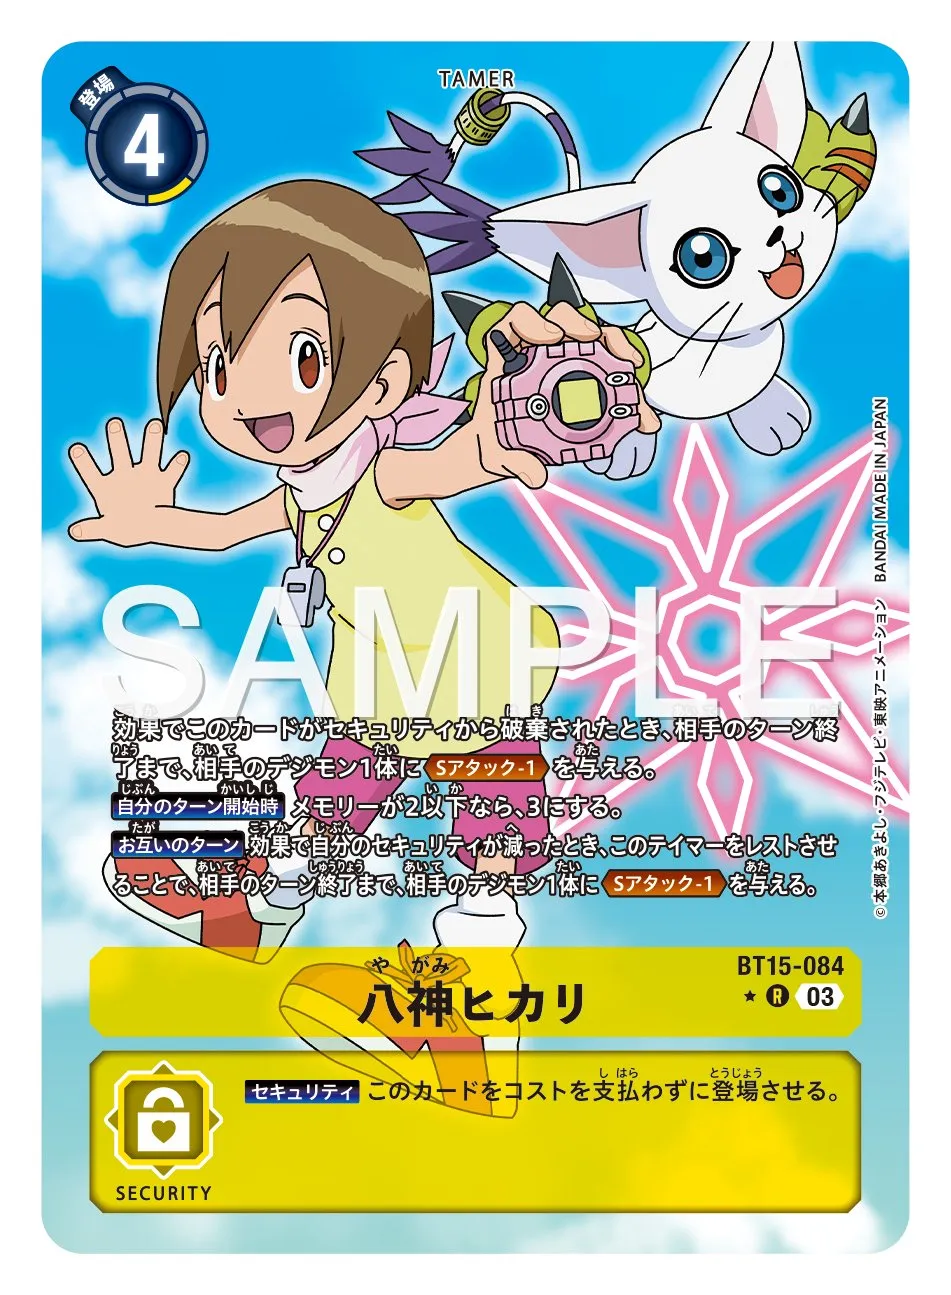 TAMER
登場
4
SAMPLE
効果でこのカードがセキュリティから破棄されたとき、相手のターン終
了まで、相手のデジモン1体に Sアタック-1 を与える。
自分のターン開始時 メモリーが2以下なら、3にする。
お互いのターン 効果で自分のセキュリティが減ったとき、このテイマーをレストさせ
ることで、相手のターン終了まで、相手のデジモン1体に Sアタック-1 を与える。
©本郷あきよし・フジテレビ・東映アニメーション BANDAI MADE IN JAPAN
やがみ
八神ヒカリ
BT15-084
R 03
セキュリティ このカードをコストを支払わずに登場させる。
SECURITY